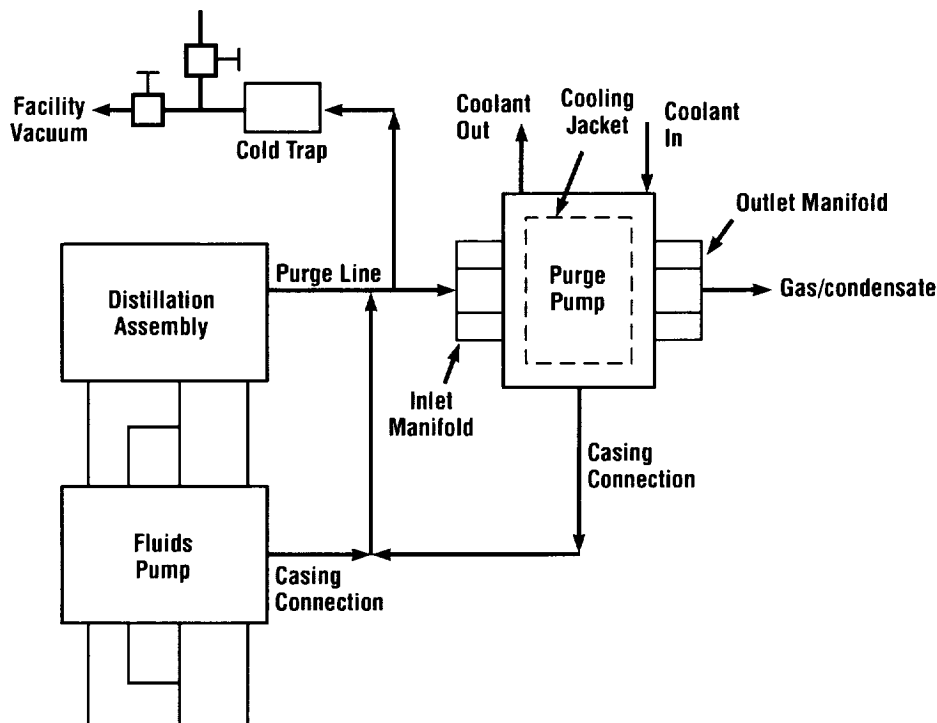 Facility
Vacuum
Cold Trap
Coolant
Out
Cooling
Jacket
Coolant
In
Outlet Manifold
Purge Line
Distillation
Assembly
Purge
Pump
Gas/condensate
Inlet
Manifold
Casing
Connection
Fluids
Pump
Casing
Connection